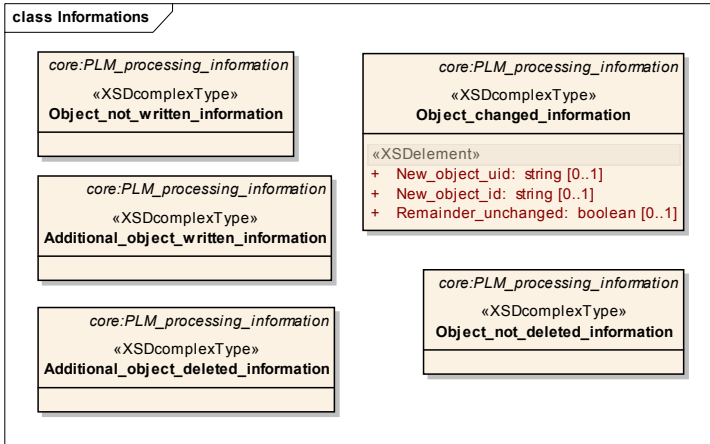 class Informations
core:PLM_processing_information
«XSDcomplexType»
Object_not_written_information
core:PLM_processing_information
«XSDcomplexType»
Additional_object_written_information
core:PLM_processing_information
«XSDcomplexType»
Additional_object_deleted_information
core:PLM_processing_information
«XSDcomplexType»
Object_changed_information
«XSDelement»
+ New_object_uid: string [0..1]
+ New_object_id: string [0..1]
+ Remainder_unchanged: boolean [0..1]
core:PLM_processing_information
«XSDcomplexType»
Object_not_deleted_information